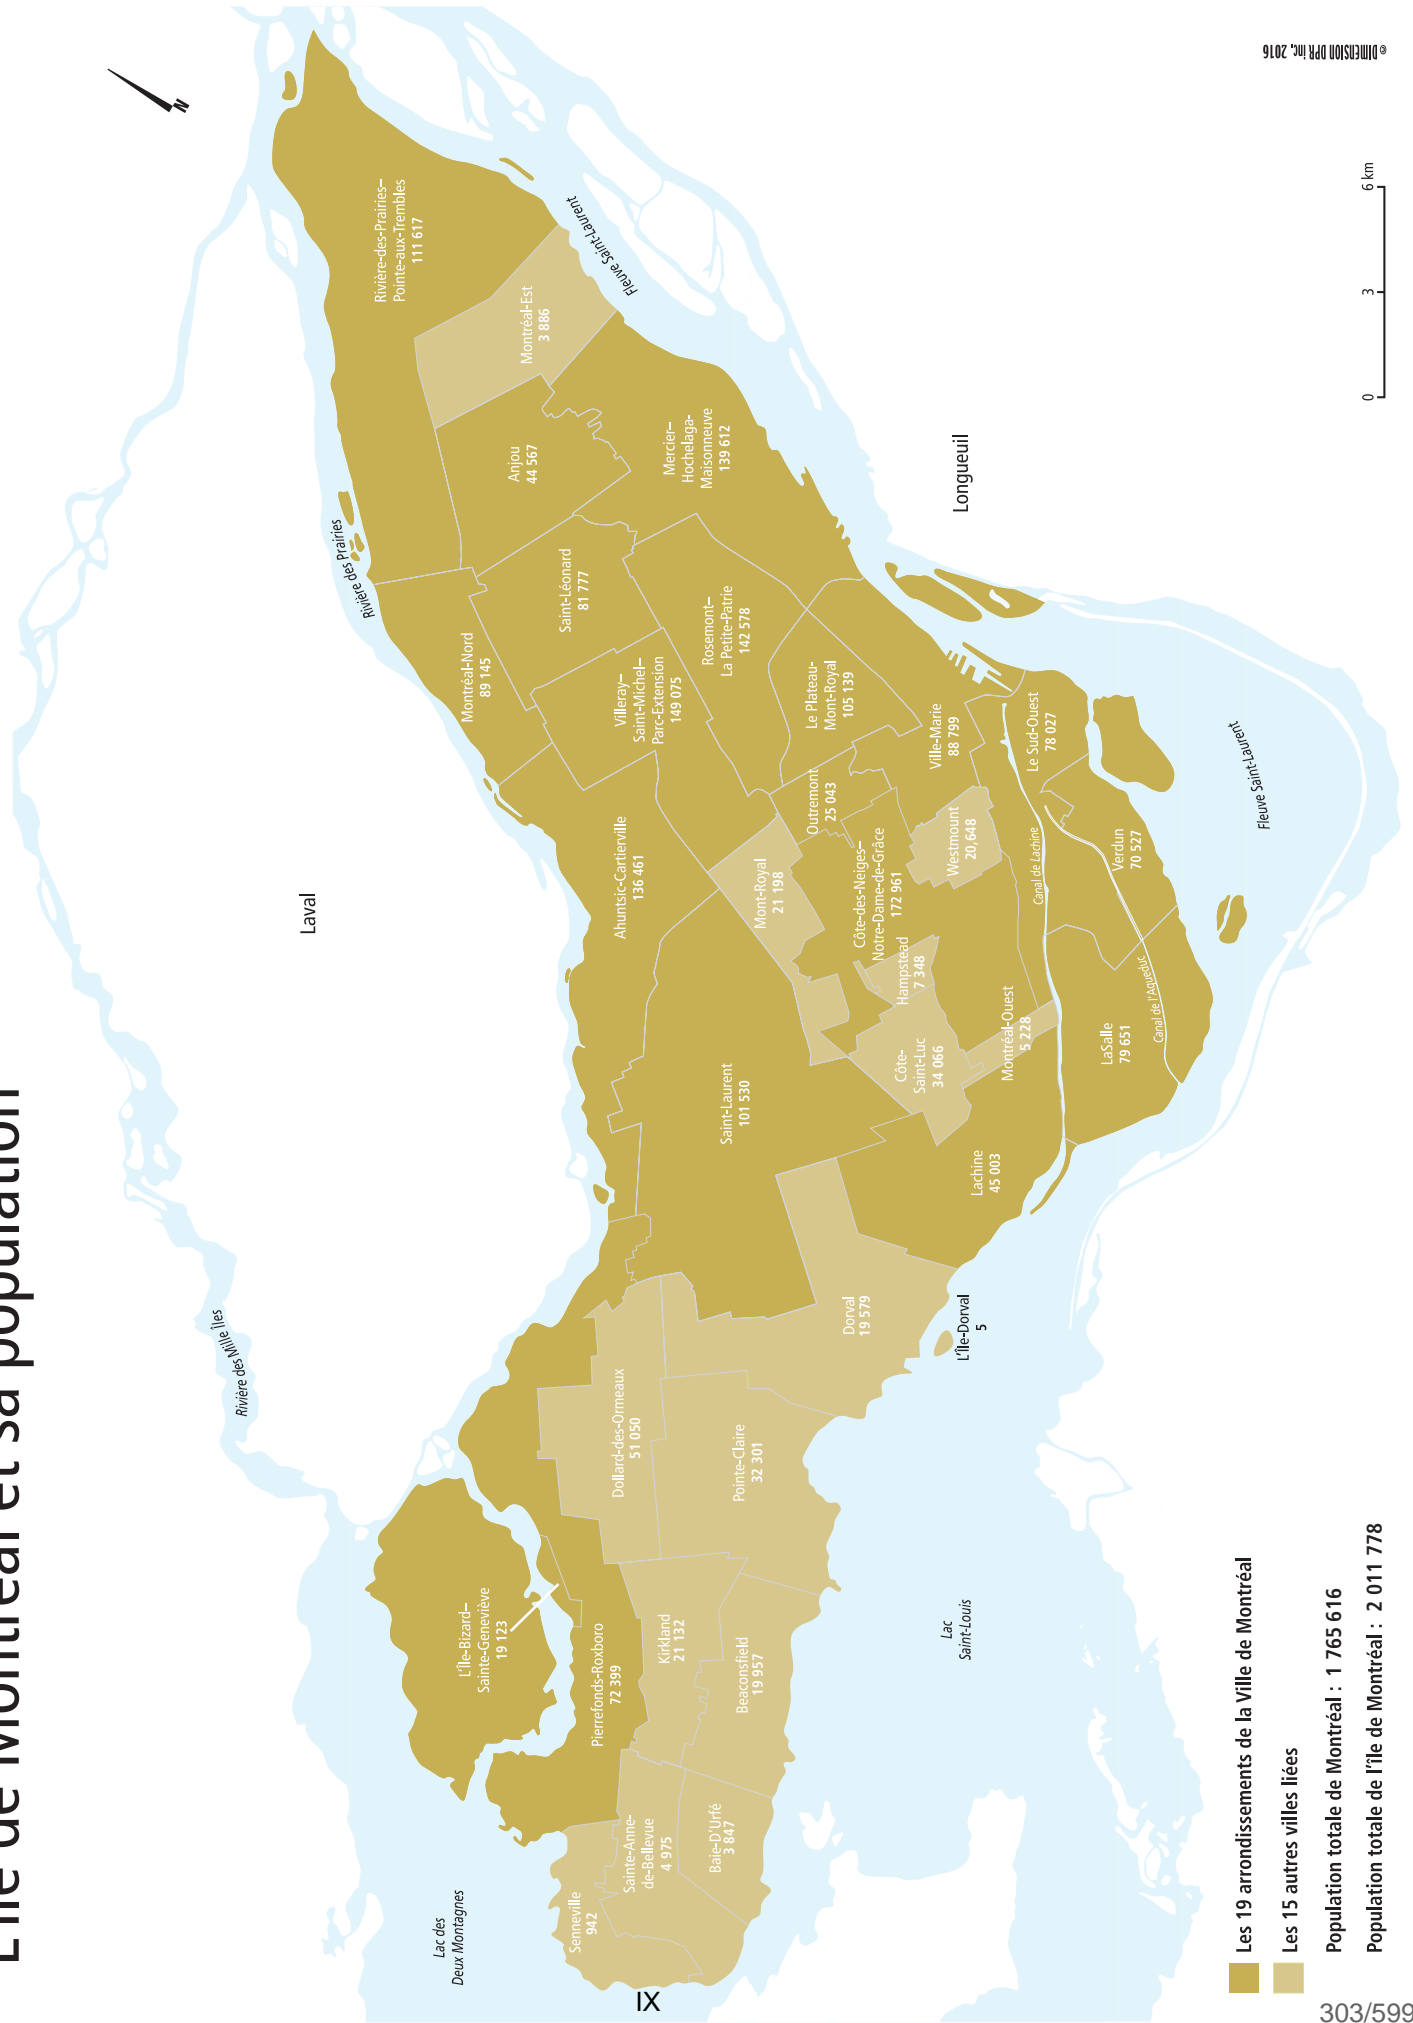 L'île de Montréal et sa population
N
© DIMENSION DPR inc. 2016
Laval
Longueuil
Rivière des Mille Îles
Rivière des Prairies
Fleuve Saint-Laurent
Fleuve Saint-Laurent
Lac des
Deux Montagnes
Lac
Saint-Louis
Canal de Lachine
Canal de l'Aqueduc
Senneville
942
Sainte-Anne-
de-Bellevue
4 975
Baie-D'Urfé
3 847
L'Île-Bizard–
Sainte-Geneviève
19 123
Pierrefonds-Roxboro
72 399
Kirkland
21 132
Beaconsfield
19 957
Dollard-des-Ormeaux
51 050
Pointe-Claire
32 301
Dorval
19 579
L'Île-Dorval
5
Saint-Laurent
101 530
Lachine
45 003
Côte-
Saint-Luc
34 066
Montréal-Ouest
5 228
Hampstead
7 348
LaSalle
79 651
Ahuntsic-Cartierville
136 461
Mont-Royal
21 198
Côte-des-Neiges–
Notre-Dame-de-Grâce
172 961
Outremont
25 043
Westmount
20,648
Verdun
70 527
Le Sud-Ouest
78 027
Ville-Marie
88 799
Le Plateau-
Mont-Royal
105 139
Montréal-Nord
89 145
Villeray–
Saint-Michel–
Parc-Extension
149 075
Rosemont–
La Petite-Patrie
142 578
Saint-Léonard
81 777
Anjou
44 567
Mercier–
Hochelaga-
Maisonneuve
139 612
Montréal-Est
3 886
Rivière-des-Prairies–
Pointe-aux-Trembles
111 617
Les 19 arrondissements de la Ville de Montréal
Les 15 autres villes liées
Population totale de Montréal : 1 765 616
Population totale de l'île de Montréal : 2 011 778
0 3 6 km
IX
303/599